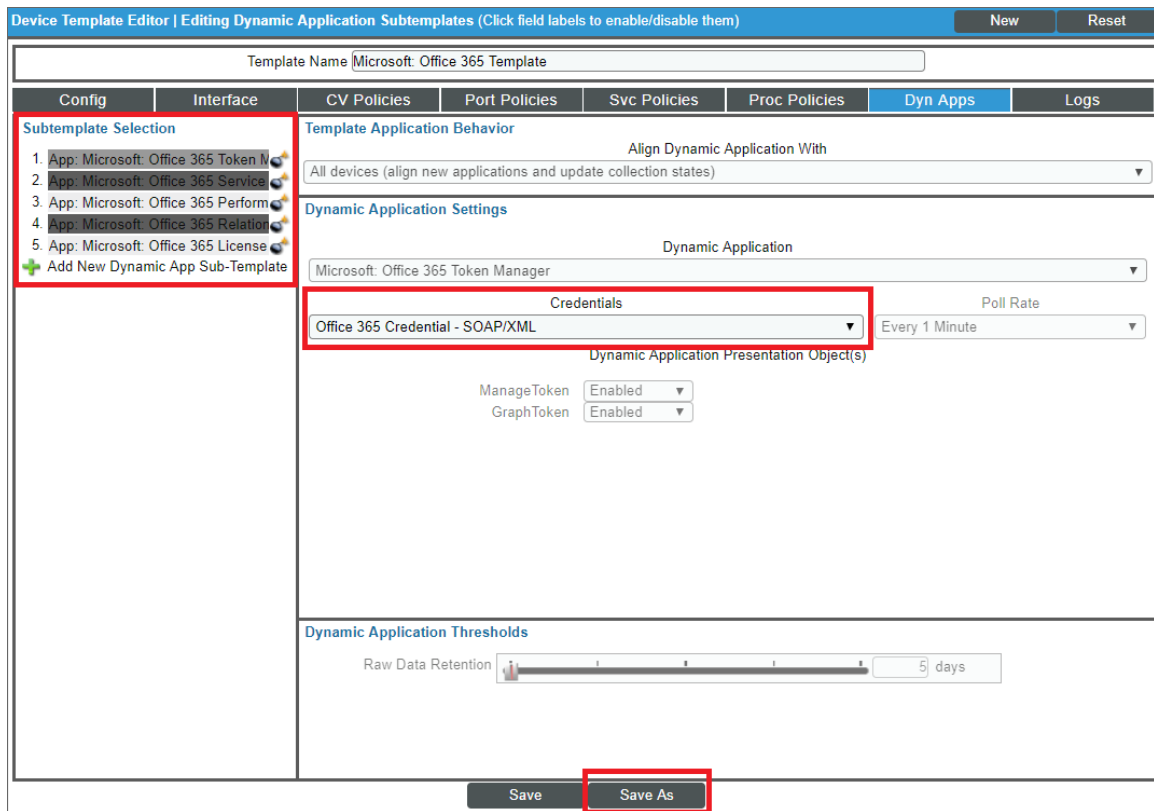 Device Template Editor | Editing Dynamic Application Subtemplates (Click field labels to enable/disable them) New Reset
Template Name Microsoft: Office 365 Template
Config Interface CV Policies Port Policies Svc Policies Proc Policies Dyn Apps Logs
Subtemplate Selection
1. App: Microsoft: Office 365 Token M
2. App: Microsoft: Office 365 Service
3. App: Microsoft: Office 365 Perform
4. App: Microsoft: Office 365 Relation
5. App: Microsoft: Office 365 License
Add New Dynamic App Sub-Template
Template Application Behavior
Align Dynamic Application With
All devices (align new applications and update collection states)
Dynamic Application Settings
Dynamic Application
Microsoft: Office 365 Token Manager
Credentials Poll Rate
Office 365 Credential - SOAP/XML Every 1 Minute
Dynamic Application Presentation Object(s)
ManageToken Enabled
GraphToken Enabled
Dynamic Application Thresholds
Raw Data Retention 5 days
Save Save As